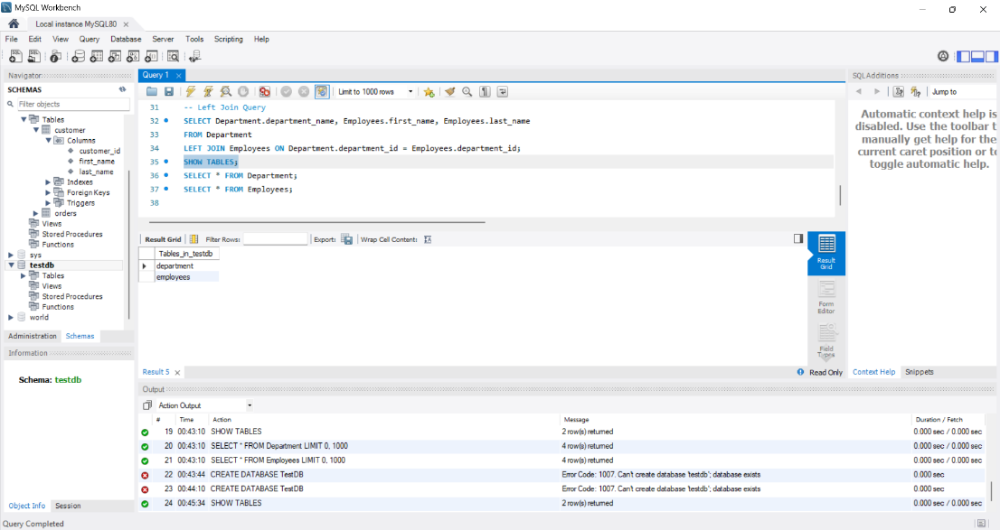 MySQL Workbench
Local instance MySQL80 ×
File Edit View Query Database Server Tools Scripting Help
Navigator
SCHEMAS
Filter objects
Tables
customer
Columns
customer_id
first_name
last_name
Indexes
Foreign Keys
Triggers
orders
Views
Stored Procedures
Functions
sys
testdb
Tables
Views
Stored Procedures
Functions
world
Administration Schemas
Information
Schema: testdb
Object Info Session
Query 1 ×
Limit to 1000 rows
31 -- Left Join Query
32 SELECT Department.department_name, Employees.first_name, Employees.last_name
33 FROM Department
34 LEFT JOIN Employees ON Department.department_id = Employees.department_id;
35 SHOW TABLES;
36 SELECT * FROM Department;
37 SELECT * FROM Employees;
38
Result Grid Filter Rows: Export: Wrap Cell Content:
Tables_in_testdb
department
employees
Result Grid
Form Editor
Field Types
Result 5 ×
Read Only
SQLAdditions
Jump to
Automatic context help is
disabled. Use the toolbar t
manually get help for the
current caret position or to
toggle automatic help.
Context Help Snippets
Output
Action Output
# Time Action Message Duration / Fetch
19 00:43:10 SHOW TABLES 2 row(s) returned 0.000 sec / 0.000 sec
20 00:43:10 SELECT * FROM Department LIMIT 0, 1000 4 row(s) returned 0.000 sec / 0.000 sec
21 00:43:10 SELECT * FROM Employees LIMIT 0, 1000 4 row(s) returned 0.000 sec / 0.000 sec
22 00:43:44 CREATE DATABASE TestDB Error Code: 1007. Can't create database 'testdb'; database exists 0.000 sec
23 00:44:10 CREATE DATABASE TestDB Error Code: 1007. Can't create database 'testdb'; database exists 0.000 sec
24 00:45:34 SHOW TABLES 2 row(s) returned 0.000 sec / 0.000 sec
Query Completed